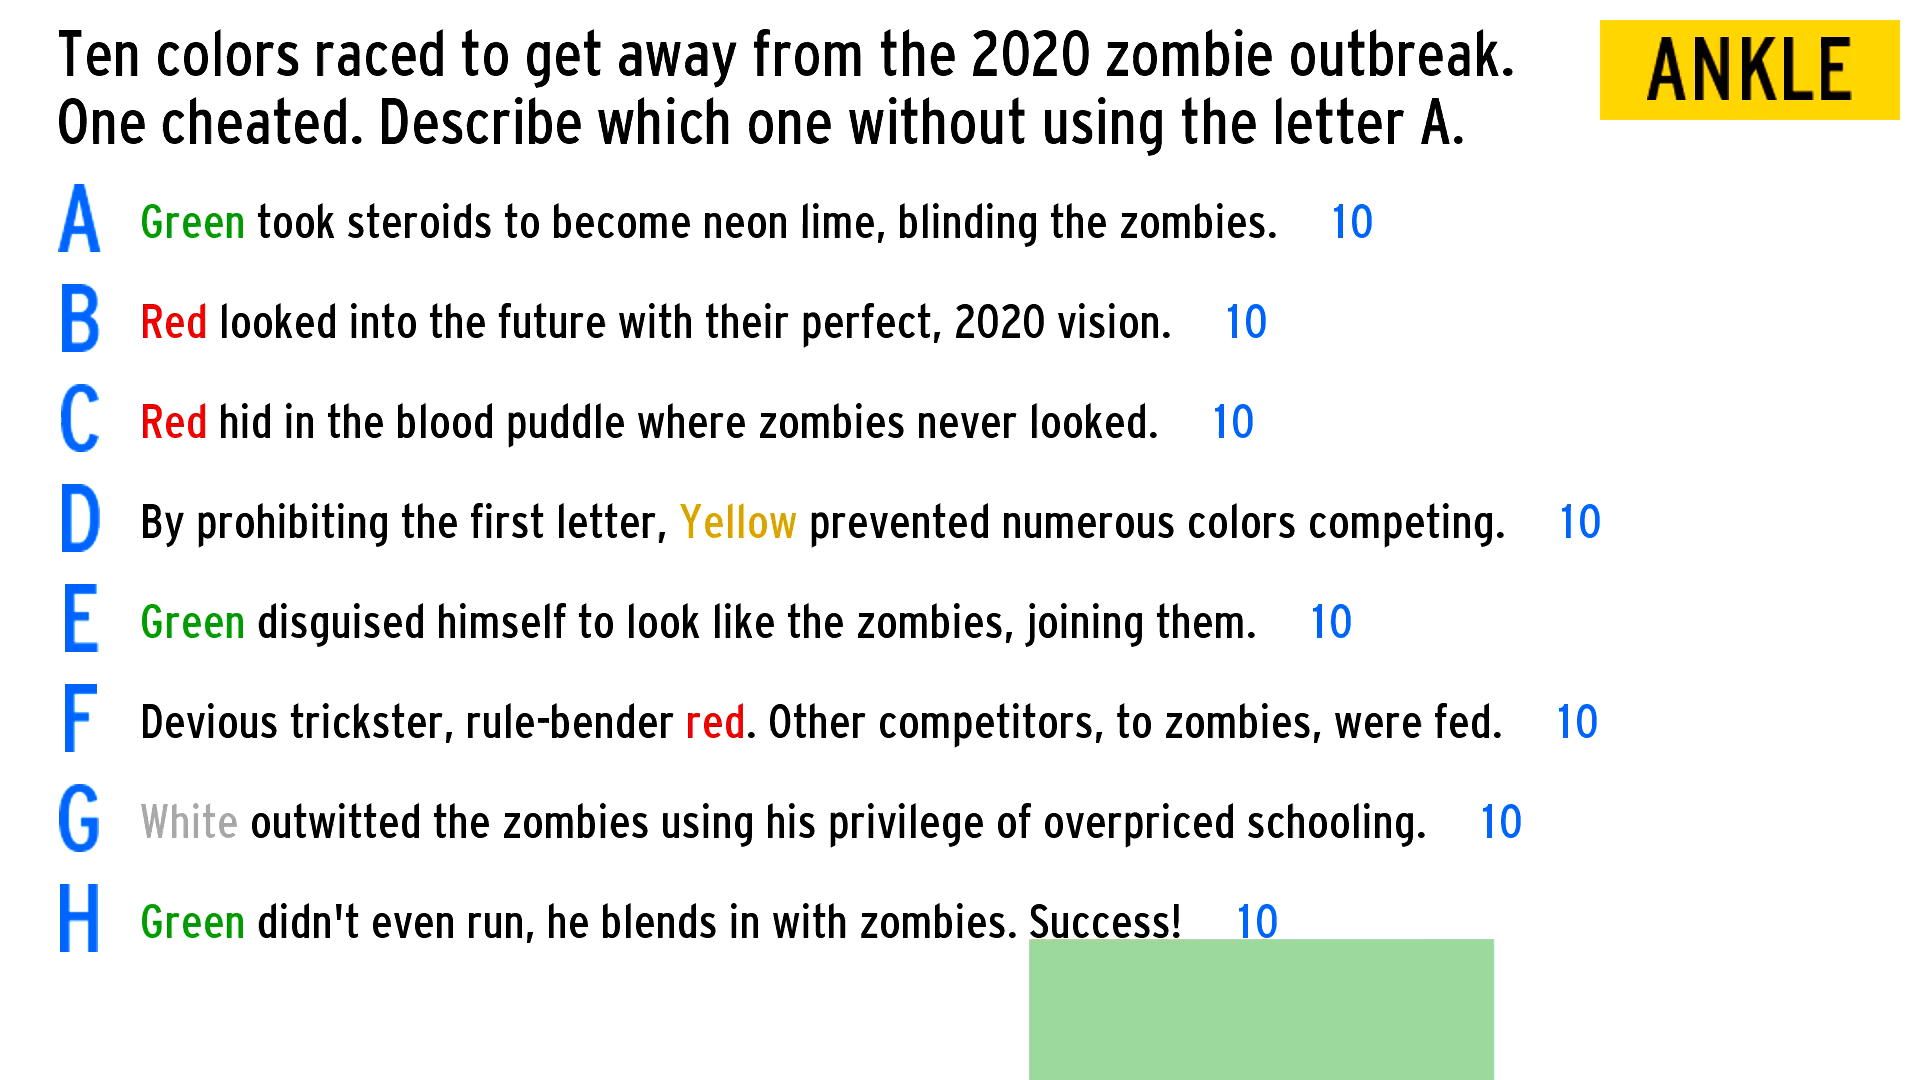 Ten colors raced to get away from the 2020 zombie outbreak.
One cheated. Describe which one without using the letter A.
ANKLE
A Green took steroids to become neon lime, blinding the zombies. 10
B Red looked into the future with their perfect, 2020 vision. 10
C Red hid in the blood puddle where zombies never looked. 10
D By prohibiting the first letter, Yellow prevented numerous colors competing. 10
E Green disguised himself to look like the zombies, joining them. 10
F Devious trickster, rule-bender red. Other competitors, to zombies, were fed. 10
G White outwitted the zombies using his privilege of overpriced schooling. 10
H Green didn't even run, he blends in with zombies. Success! 10